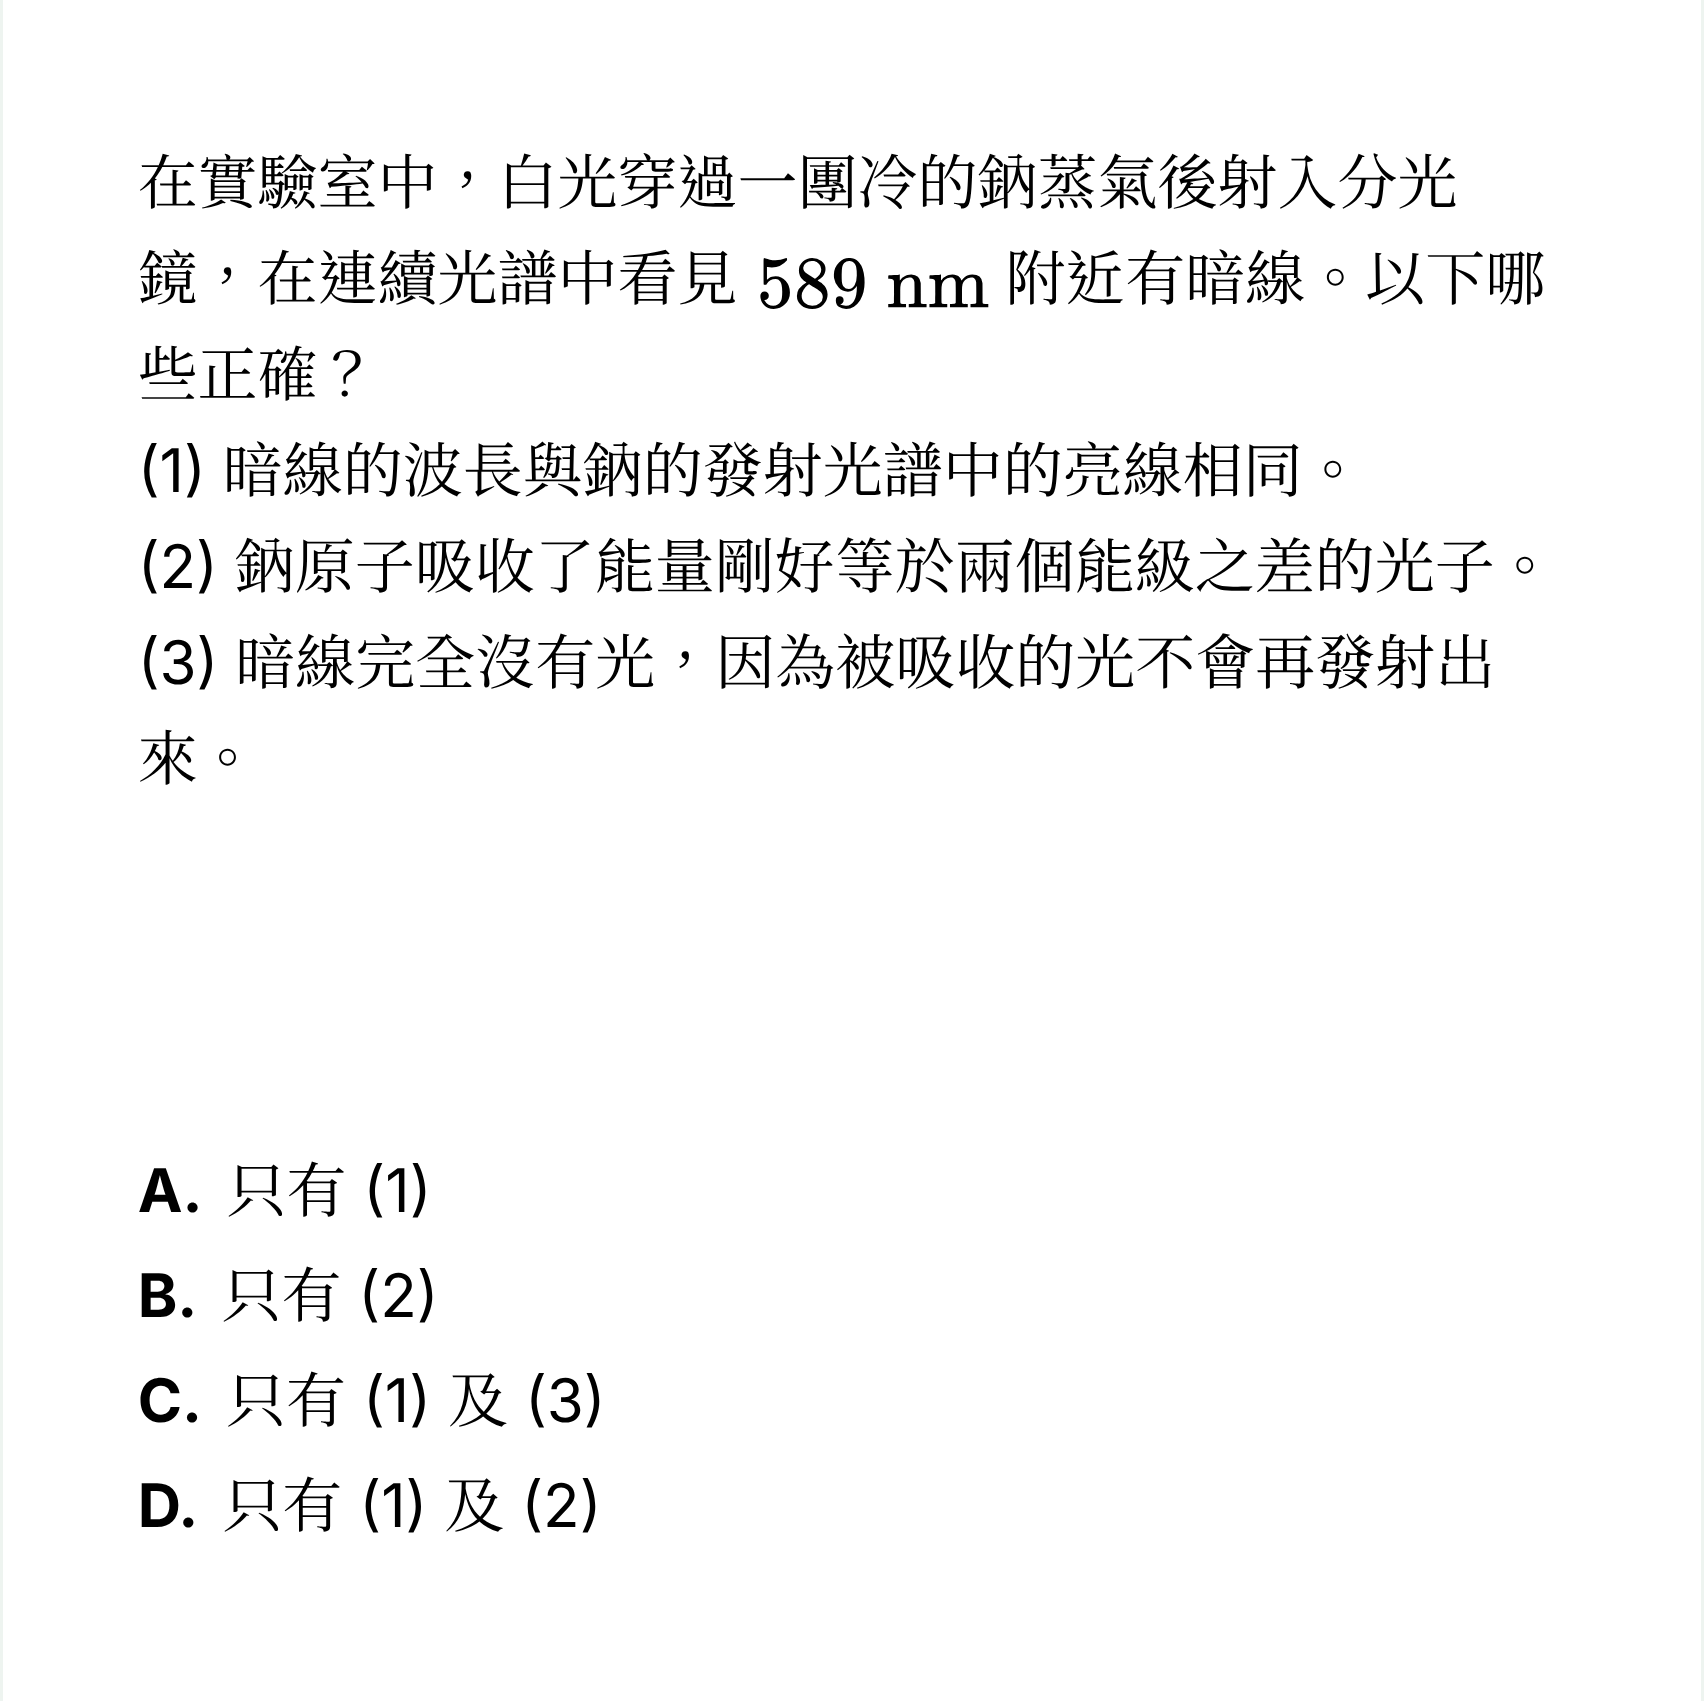 在實驗室中，白光穿過一團冷的鈉蒸氣後射入分光
鏡，在連續光譜中看見 589 nm 附近有暗線。以下哪
些正確？
(1) 暗線的波長與鈉的發射光譜中的亮線相同。
(2) 鈉原子吸收了能量剛好等於兩個能級之差的光子。
(3) 暗線完全沒有光，因為被吸收的光不會再發射出
來。
A. 只有 (1)
B. 只有 (2)
C. 只有 (1) 及 (3)
D. 只有 (1) 及 (2)